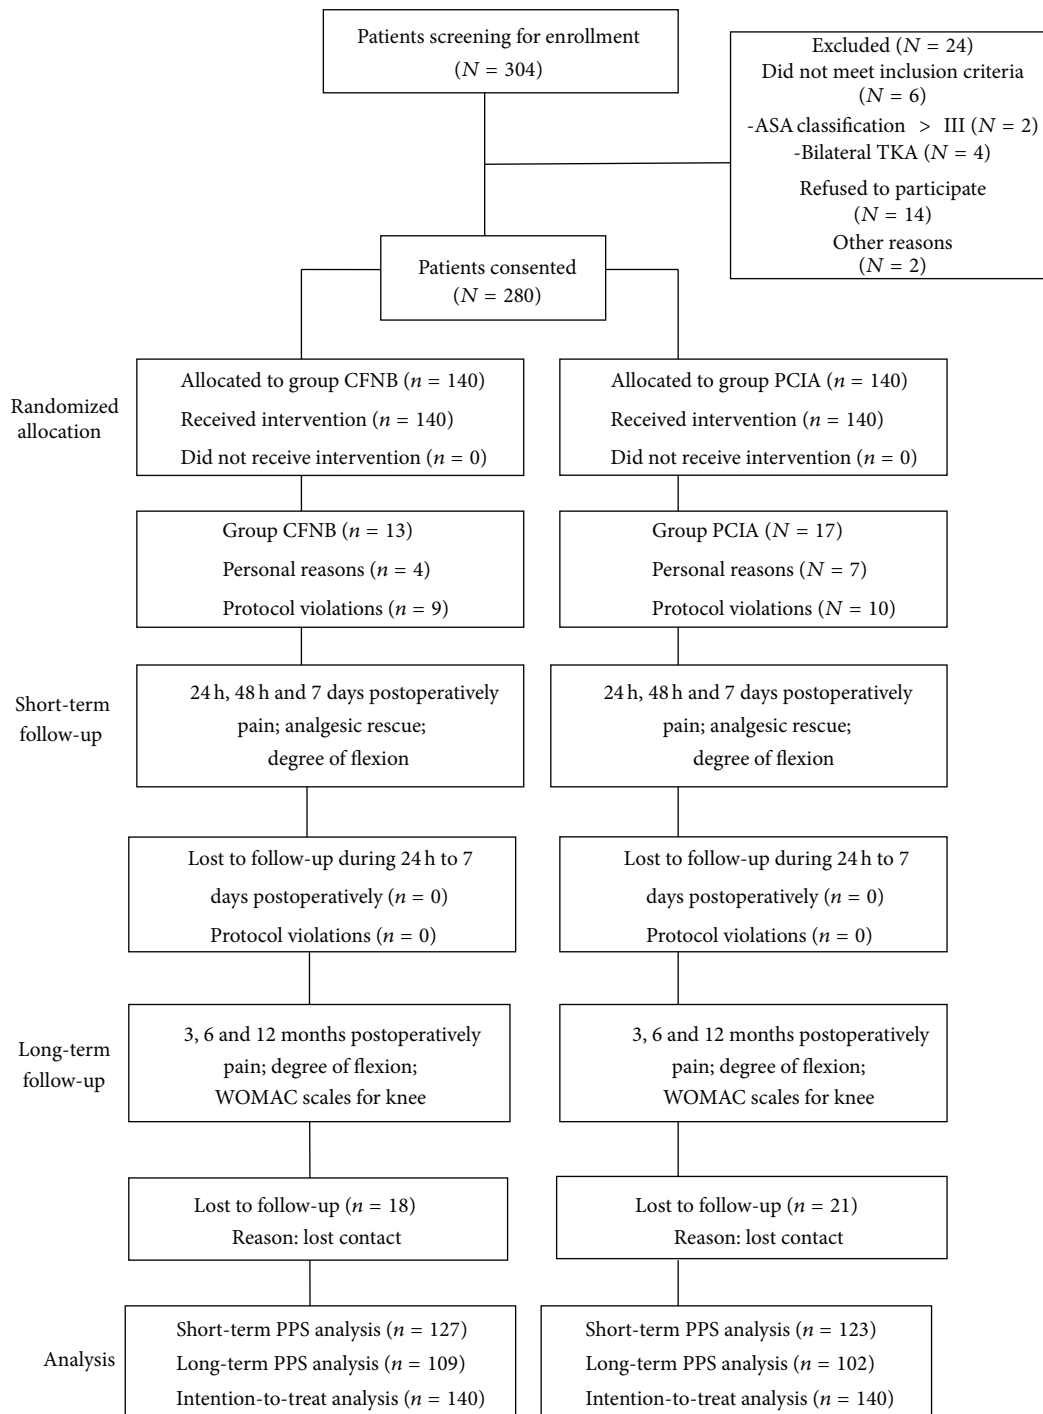 Patients screening for enrollment
(N = 304)
Excluded (N = 24)
Did not meet inclusion criteria
(N = 6)
-ASA classification > III (N = 2)
-Bilateral TKA (N = 4)
Refused to participate
(N = 14)
Other reasons
(N = 2)
Patients consented
(N = 280)
Randomized
allocation
Allocated to group CFNB (n = 140)
Received intervention (n = 140)
Did not receive intervention (n = 0)
Allocated to group PCIA (n = 140)
Received intervention (n = 140)
Did not receive intervention (n = 0)
Group CFNB (n = 13)
Personal reasons (n = 4)
Protocol violations (n = 9)
Group PCIA (N = 17)
Personal reasons (N = 7)
Protocol violations (N = 10)
Short-term
follow-up
24 h, 48 h and 7 days postoperatively
pain; analgesic rescue;
degree of flexion
24 h, 48 h and 7 days postoperatively
pain; analgesic rescue;
degree of flexion
Lost to follow-up during 24 h to 7
days postoperatively (n = 0)
Protocol violations (n = 0)
Lost to follow-up during 24 h to 7
days postoperatively (n = 0)
Protocol violations (n = 0)
Long-term
follow-up
3, 6 and 12 months postoperatively
pain; degree of flexion;
WOMAC scales for knee
3, 6 and 12 months postoperatively
pain; degree of flexion;
WOMAC scales for knee
Lost to follow-up (n = 18)
Reason: lost contact
Lost to follow-up (n = 21)
Reason: lost contact
Analysis
Short-term PPS analysis (n = 127)
Long-term PPS analysis (n = 109)
Intention-to-treat analysis (n = 140)
Short-term PPS analysis (n = 123)
Long-term PPS analysis (n = 102)
Intention-to-treat analysis (n = 140)